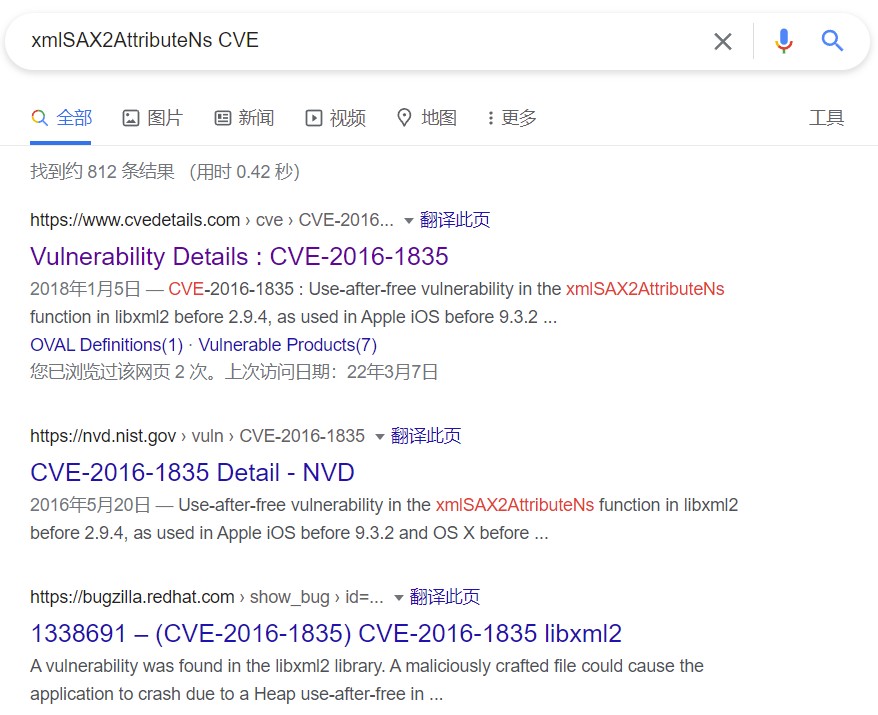 xmlSAX2AttributeNs CVE
全部 图片 新闻 视频 地图 更多 工具
找到约 812 条结果 （用时 0.42 秒）
https://www.cvedetails.com › cve › CVE-2016... 翻译此页
Vulnerability Details : CVE-2016-1835
2018年1月5日 — CVE-2016-1835 : Use-after-free vulnerability in the xmlSAX2AttributeNs
function in libxml2 before 2.9.4, as used in Apple iOS before 9.3.2 ...
OVAL Definitions(1) · Vulnerable Products(7)
您已浏览过该网页 2 次。上次访问日期：22年3月7日
https://nvd.nist.gov › vuln › CVE-2016-1835 翻译此页
CVE-2016-1835 Detail - NVD
2016年5月20日 — Use-after-free vulnerability in the xmlSAX2AttributeNs function in libxml2
before 2.9.4, as used in Apple iOS before 9.3.2 and OS X before ...
https://bugzilla.redhat.com › show_bug › id=... 翻译此页
1338691 – (CVE-2016-1835) CVE-2016-1835 libxml2
A vulnerability was found in the libxml2 library. A maliciously crafted file could cause the
application to crash due to a Heap use-after-free in ...